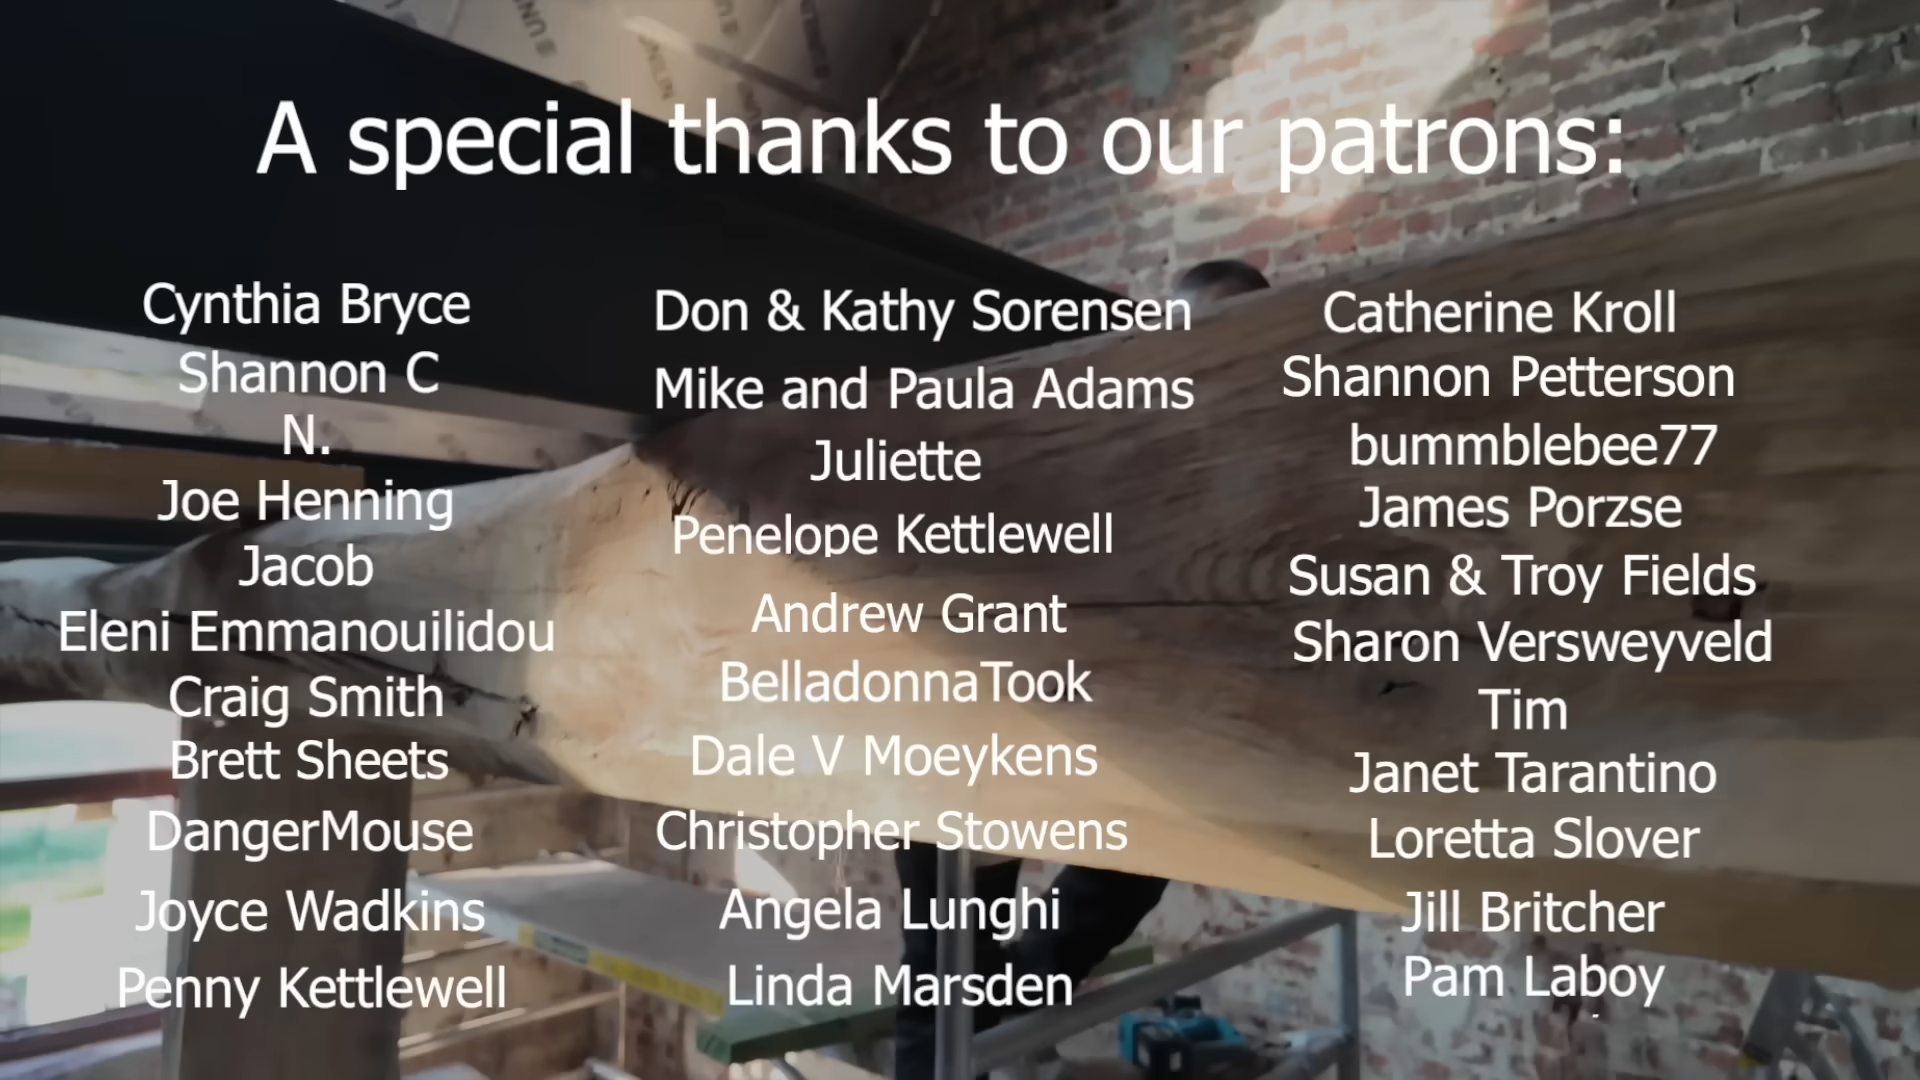 A special thanks to our patrons:
Cynthia Bryce
Shannon C
N.
Joe Henning
Jacob
Eleni Emmanouilidou
Craig Smith
Brett Sheets
DangerMouse
Joyce Wadkins
Penny Kettlewell
Don & Kathy Sorensen
Mike and Paula Adams
Juliette
Penelope Kettlewell
Andrew Grant
BelladonnaTook
Dale V Moeykens
Christopher Stowens
Angela Lunghi
Linda Marsden
Catherine Kroll
Shannon Petterson
bummblebee77
James Porzse
Susan & Troy Fields
Sharon Versweyveld
Tim
Janet Tarantino
Loretta Slover
Jill Britcher
Pam Laboy